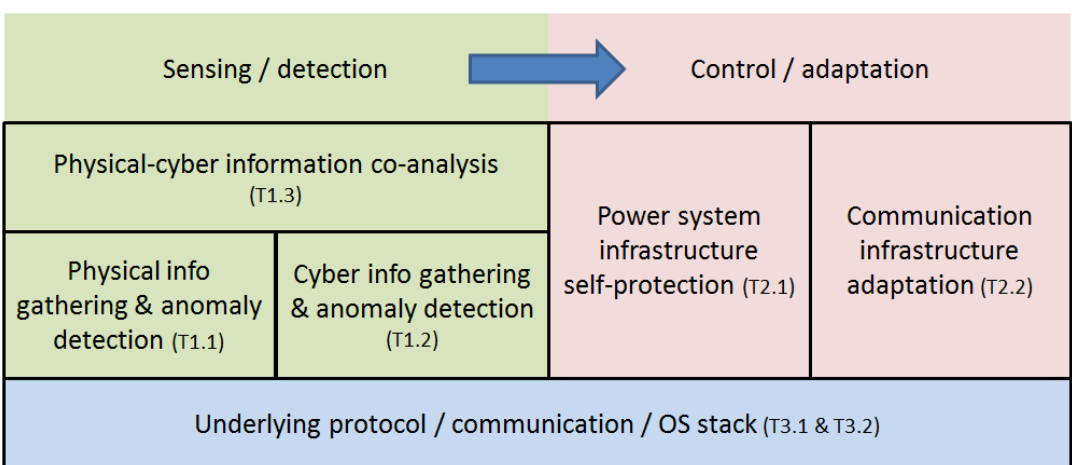 Sensing / detection
Control / adaptation
Physical-cyber information co-analysis
(T1.3)
Physical info
gathering & anomaly
detection (T1.1)
Cyber info gathering
& anomaly detection
(T1.2)
Power system
infrastructure
self-protection (T2.1)
Communication
infrastructure
adaptation (T2.2)
Underlying protocol / communication / OS stack (T3.1 & T3.2)